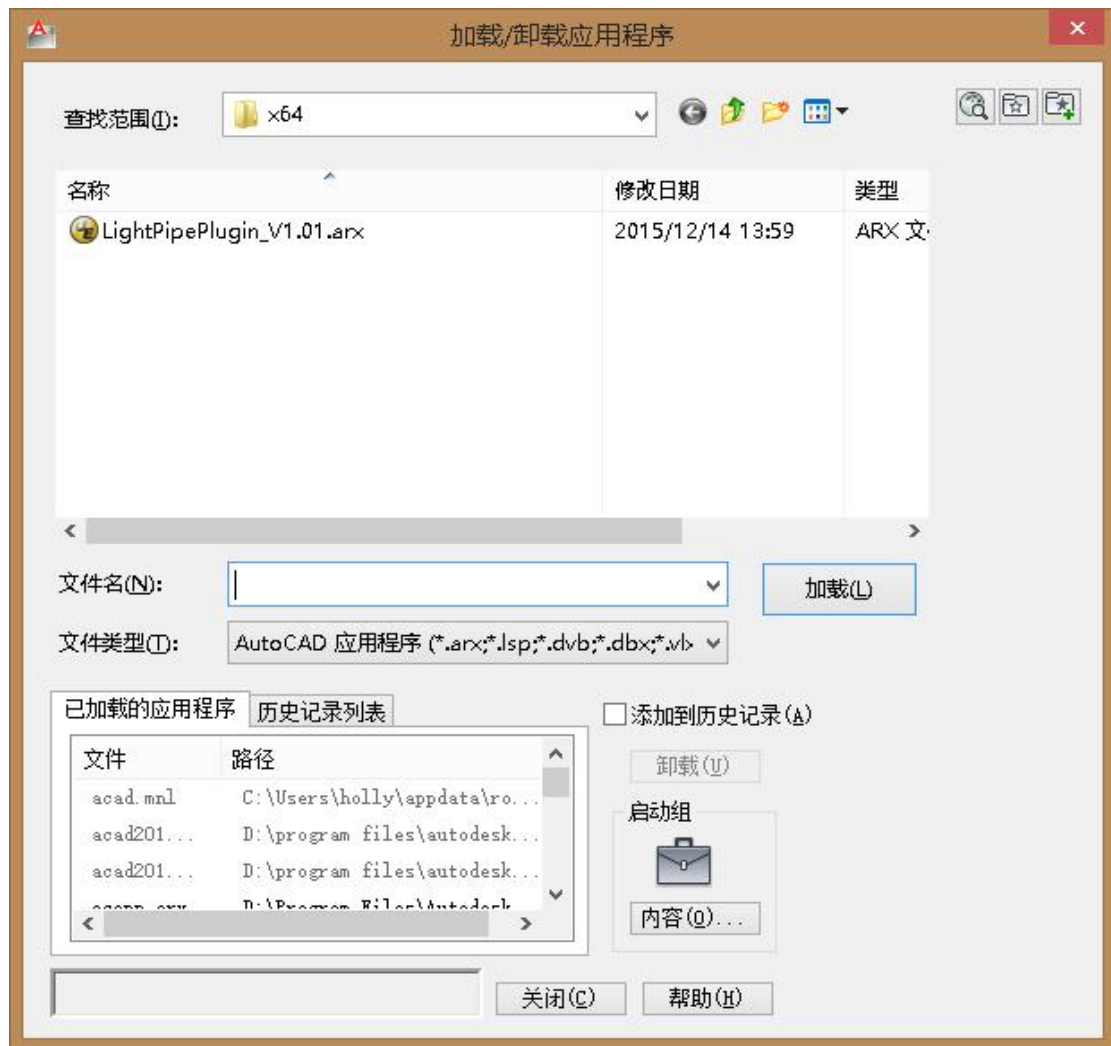 加载/卸载应用程序
查找范围(I):
x64
名称 修改日期 类型
LightPipePlugin_V1.01.arx 2015/12/14 13:59 ARX 文
文件名(N):
加载(L)
文件类型(T): AutoCAD 应用程序 (*.arx;*.lsp;*.dvb;*.dbx;*.vl
已加载的应用程序 历史记录列表
添加到历史记录(A)
文件 路径
卸载(U)
acad.mnl C:\Users\holly\appdata\ro...
启动组
acad201... D:\program files\autodesk...
acad201... D:\program files\autodesk...
D:\Program Files\Autodesk
内容(O)...
关闭(C) 帮助(H)